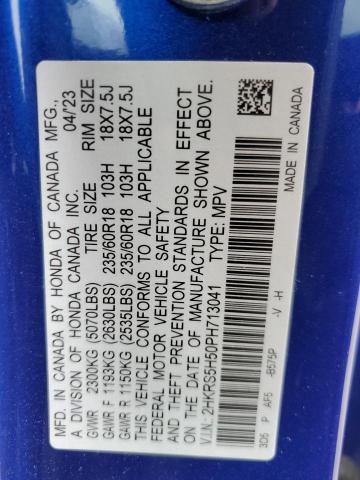 MFD. IN CANADA BY HONDA OF CANADA MFG.,
A DIVISION OF HONDA CANADA INC. 04/23
GVWR 2300KG (5070LBS) TIRE SIZE RIM SIZE
GAWR F 1193KG (2630LBS) 235/60R18 103H 18X7.5J
GAWR R 1150KG (2535LBS) 235/60R18 103H 18X7.5J
THIS VEHICLE CONFORMS TO ALL APPLICABLE
FEDERAL MOTOR VEHICLE SAFETY
AND THEFT PREVENTION STANDARDS IN EFFECT
ON THE DATE OF MANUFACTURE SHOWN ABOVE.
V.I.N.: 2HKRS5H50PH713041 TYPE: MPV
3D5 P AF5 -B575P -V -H
MADE IN CANADA